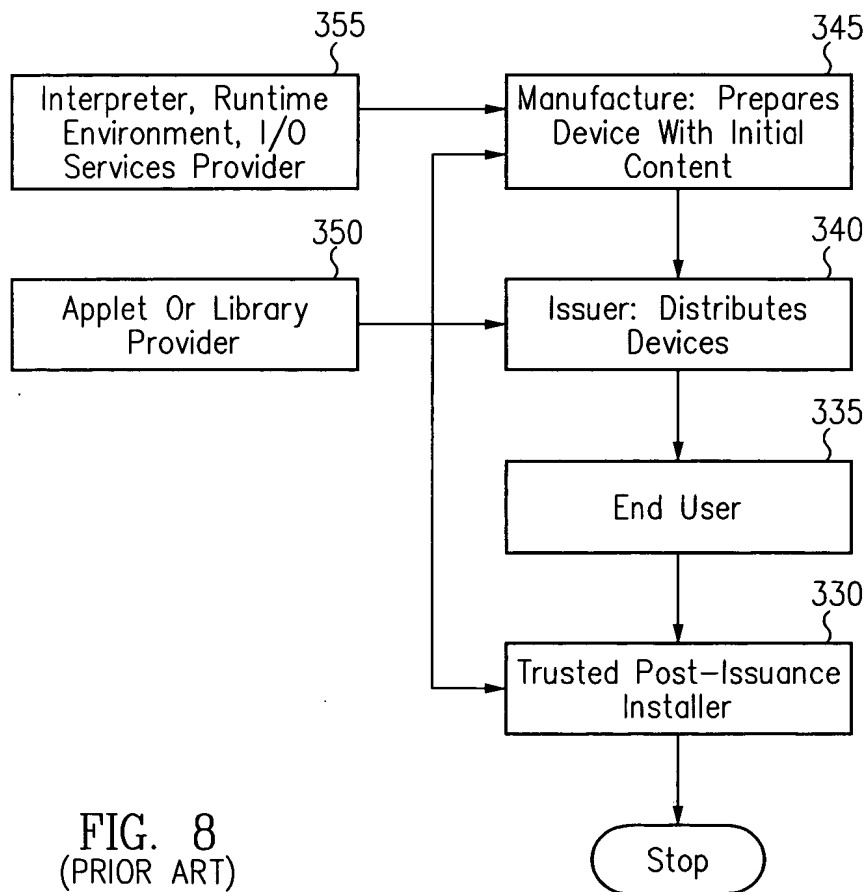 355
Interpreter, Runtime
Environment, I/O
Services Provider
345
Manufacture: Prepares
Device With Initial
Content
350
Applet Or Library
Provider
340
Issuer: Distributes
Devices
335
End User
330
Trusted Post-Issuance
Installer
Stop
FIG. 8
(PRIOR ART)